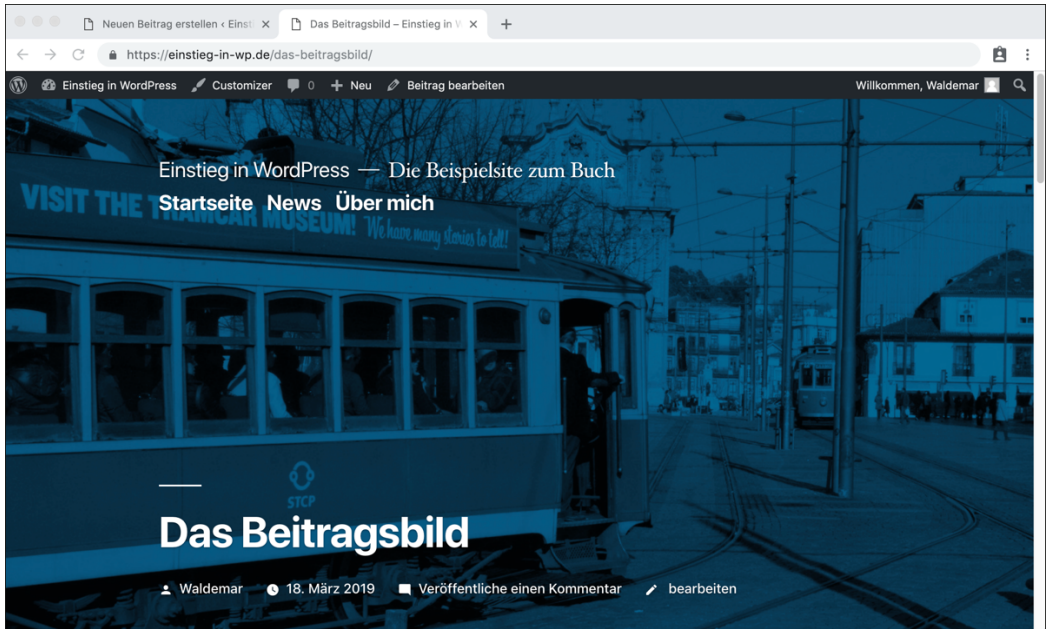 Neuen Beitrag erstellen ‹ Einsti
Das Beitragsbild – Einstieg in W
https://einstieg-in-wp.de/das-beitragsbild/
Einstieg in WordPress Customizer 0 Neu Beitrag bearbeiten Willkommen, Waldemar
Einstieg in WordPress — Die Beispielsite zum Buch
Startseite News Über mich
VISIT THE TRAMCAR MUSEUM! We have many stories to tell!
STCP
Das Beitragsbild
Waldemar 18. März 2019 Veröffentliche einen Kommentar bearbeiten